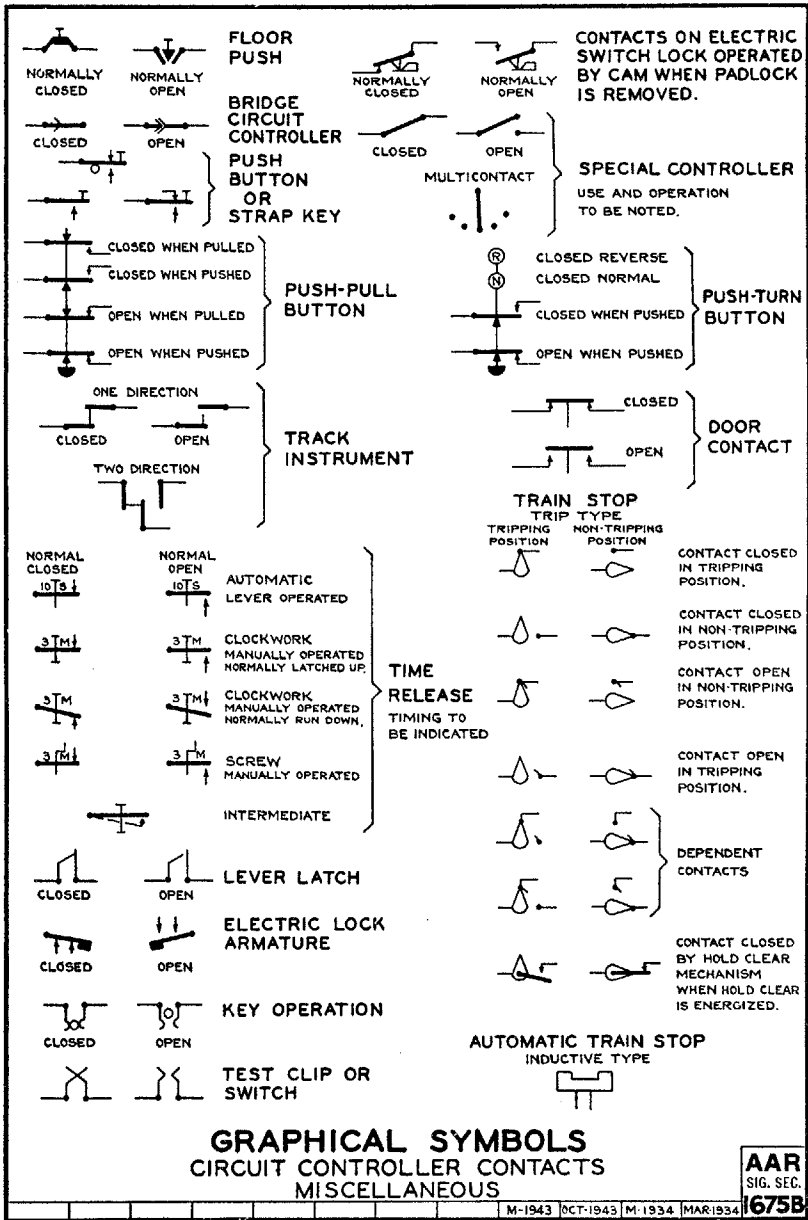 FLOOR
PUSH
NORMALLY
CLOSED
NORMALLY
OPEN
BRIDGE
CIRCUIT
CONTROLLER
CLOSED
OPEN
PUSH
BUTTON
OR
STRAP KEY
CLOSED WHEN PULLED
CLOSED WHEN PUSHED
OPEN WHEN PULLED
OPEN WHEN PUSHED
PUSH-PULL
BUTTON
ONE DIRECTION
CLOSED
OPEN
TWO DIRECTION
TRACK
INSTRUMENT
NORMAL
CLOSED
NORMAL
OPEN
10 S
10 S
AUTOMATIC
LEVER OPERATED
3 M
3 M
CLOCKWORK
MANUALLY OPERATED
NORMALLY LATCHED UP.
3 M
3 M
CLOCKWORK
MANUALLY OPERATED
NORMALLY RUN DOWN.
3 M
3 M
SCREW
MANUALLY OPERATED
INTERMEDIATE
TIME
RELEASE
TIMING TO
BE INDICATED
CLOSED
OPEN
LEVER LATCH
CLOSED
OPEN
ELECTRIC LOCK
ARMATURE
CLOSED
OPEN
KEY OPERATION
CLOSED
OPEN
TEST CLIP OR
SWITCH
NORMALLY
CLOSED
NORMALLY
OPEN
CONTACTS ON ELECTRIC
SWITCH LOCK OPERATED
BY CAM WHEN PADLOCK
IS REMOVED.
CLOSED
OPEN
MULTICONTACT
SPECIAL CONTROLLER
USE AND OPERATION
TO BE NOTED.
R
CLOSED REVERSE
N
CLOSED NORMAL
CLOSED WHEN PUSHED
OPEN WHEN PUSHED
PUSH-TURN
BUTTON
CLOSED
OPEN
DOOR
CONTACT
TRAIN STOP
TRIP TYPE
TRIPPING
POSITION
NON-TRIPPING
POSITION
CONTACT CLOSED
IN TRIPPING
POSITION.
CONTACT CLOSED
IN NON-TRIPPING
POSITION.
CONTACT OPEN
IN NON-TRIPPING
POSITION.
CONTACT OPEN
IN TRIPPING
POSITION.
DEPENDENT
CONTACTS
CONTACT CLOSED
BY HOLD CLEAR
MECHANISM
WHEN HOLD CLEAR
IS ENERGIZED.
AUTOMATIC TRAIN STOP
INDUCTIVE TYPE
GRAPHICAL SYMBOLS
CIRCUIT CONTROLLER CONTACTS
MISCELLANEOUS
M-1943
OCT-1943
M-1934
MAR-1934
AAR
SIG. SEC.
1675B